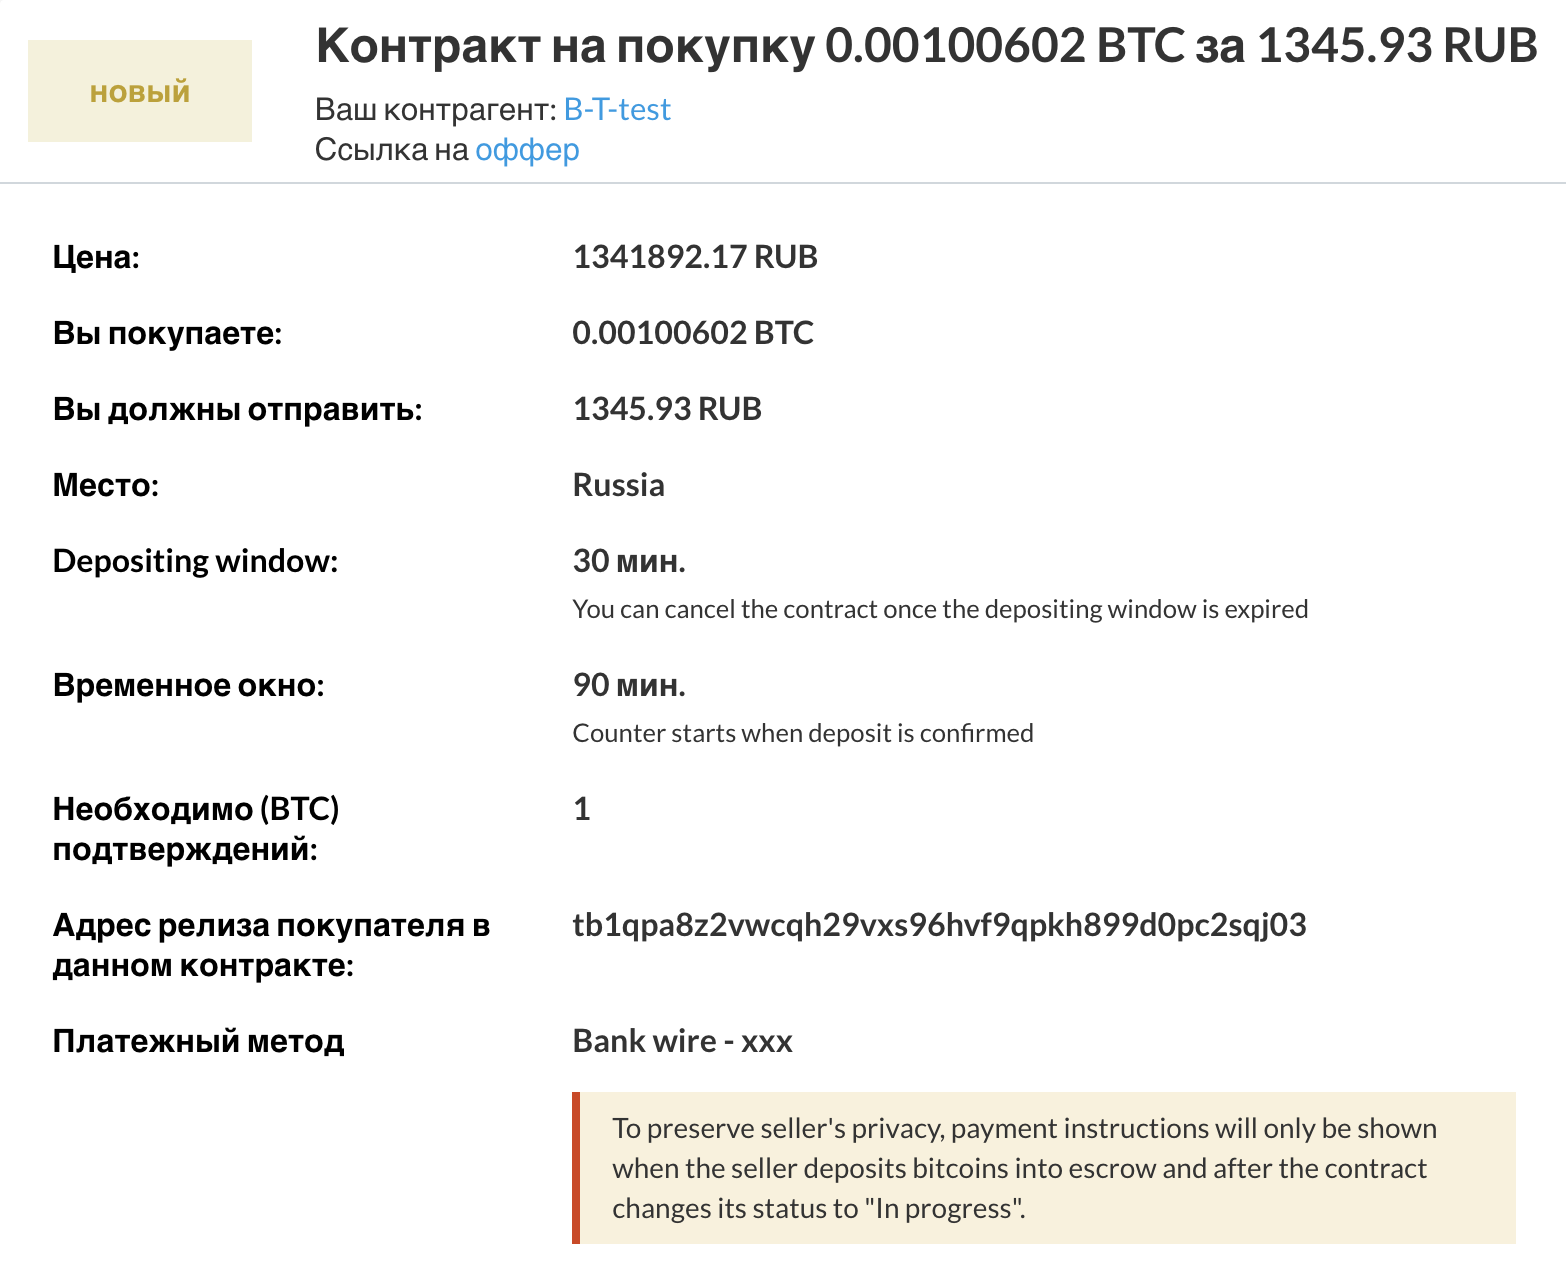 новый
Контракт на покупку 0.00100602 BTC за 1345.93 RUB
Ваш контрагент: B-T-test
Ссылка на оффер
Цена: 1341892.17 RUB
Вы покупаете: 0.00100602 BTC
Вы должны отправить: 1345.93 RUB
Место: Russia
Depositing window: 30 мин.
You can cancel the contract once the depositing window is expired
Временное окно: 90 мин.
Counter starts when deposit is confirmed
Необходимо (BTC) 1
подтверждений:
Адрес релиза покупателя в tb1qpa8z2vwcqh29vxs96hvf9qpkh899d0pc2sqj03
данном контракте:
Платежный метод Bank wire - xxx
To preserve seller's privacy, payment instructions will only be shown
when the seller deposits bitcoins into escrow and after the contract
changes its status to "In progress".